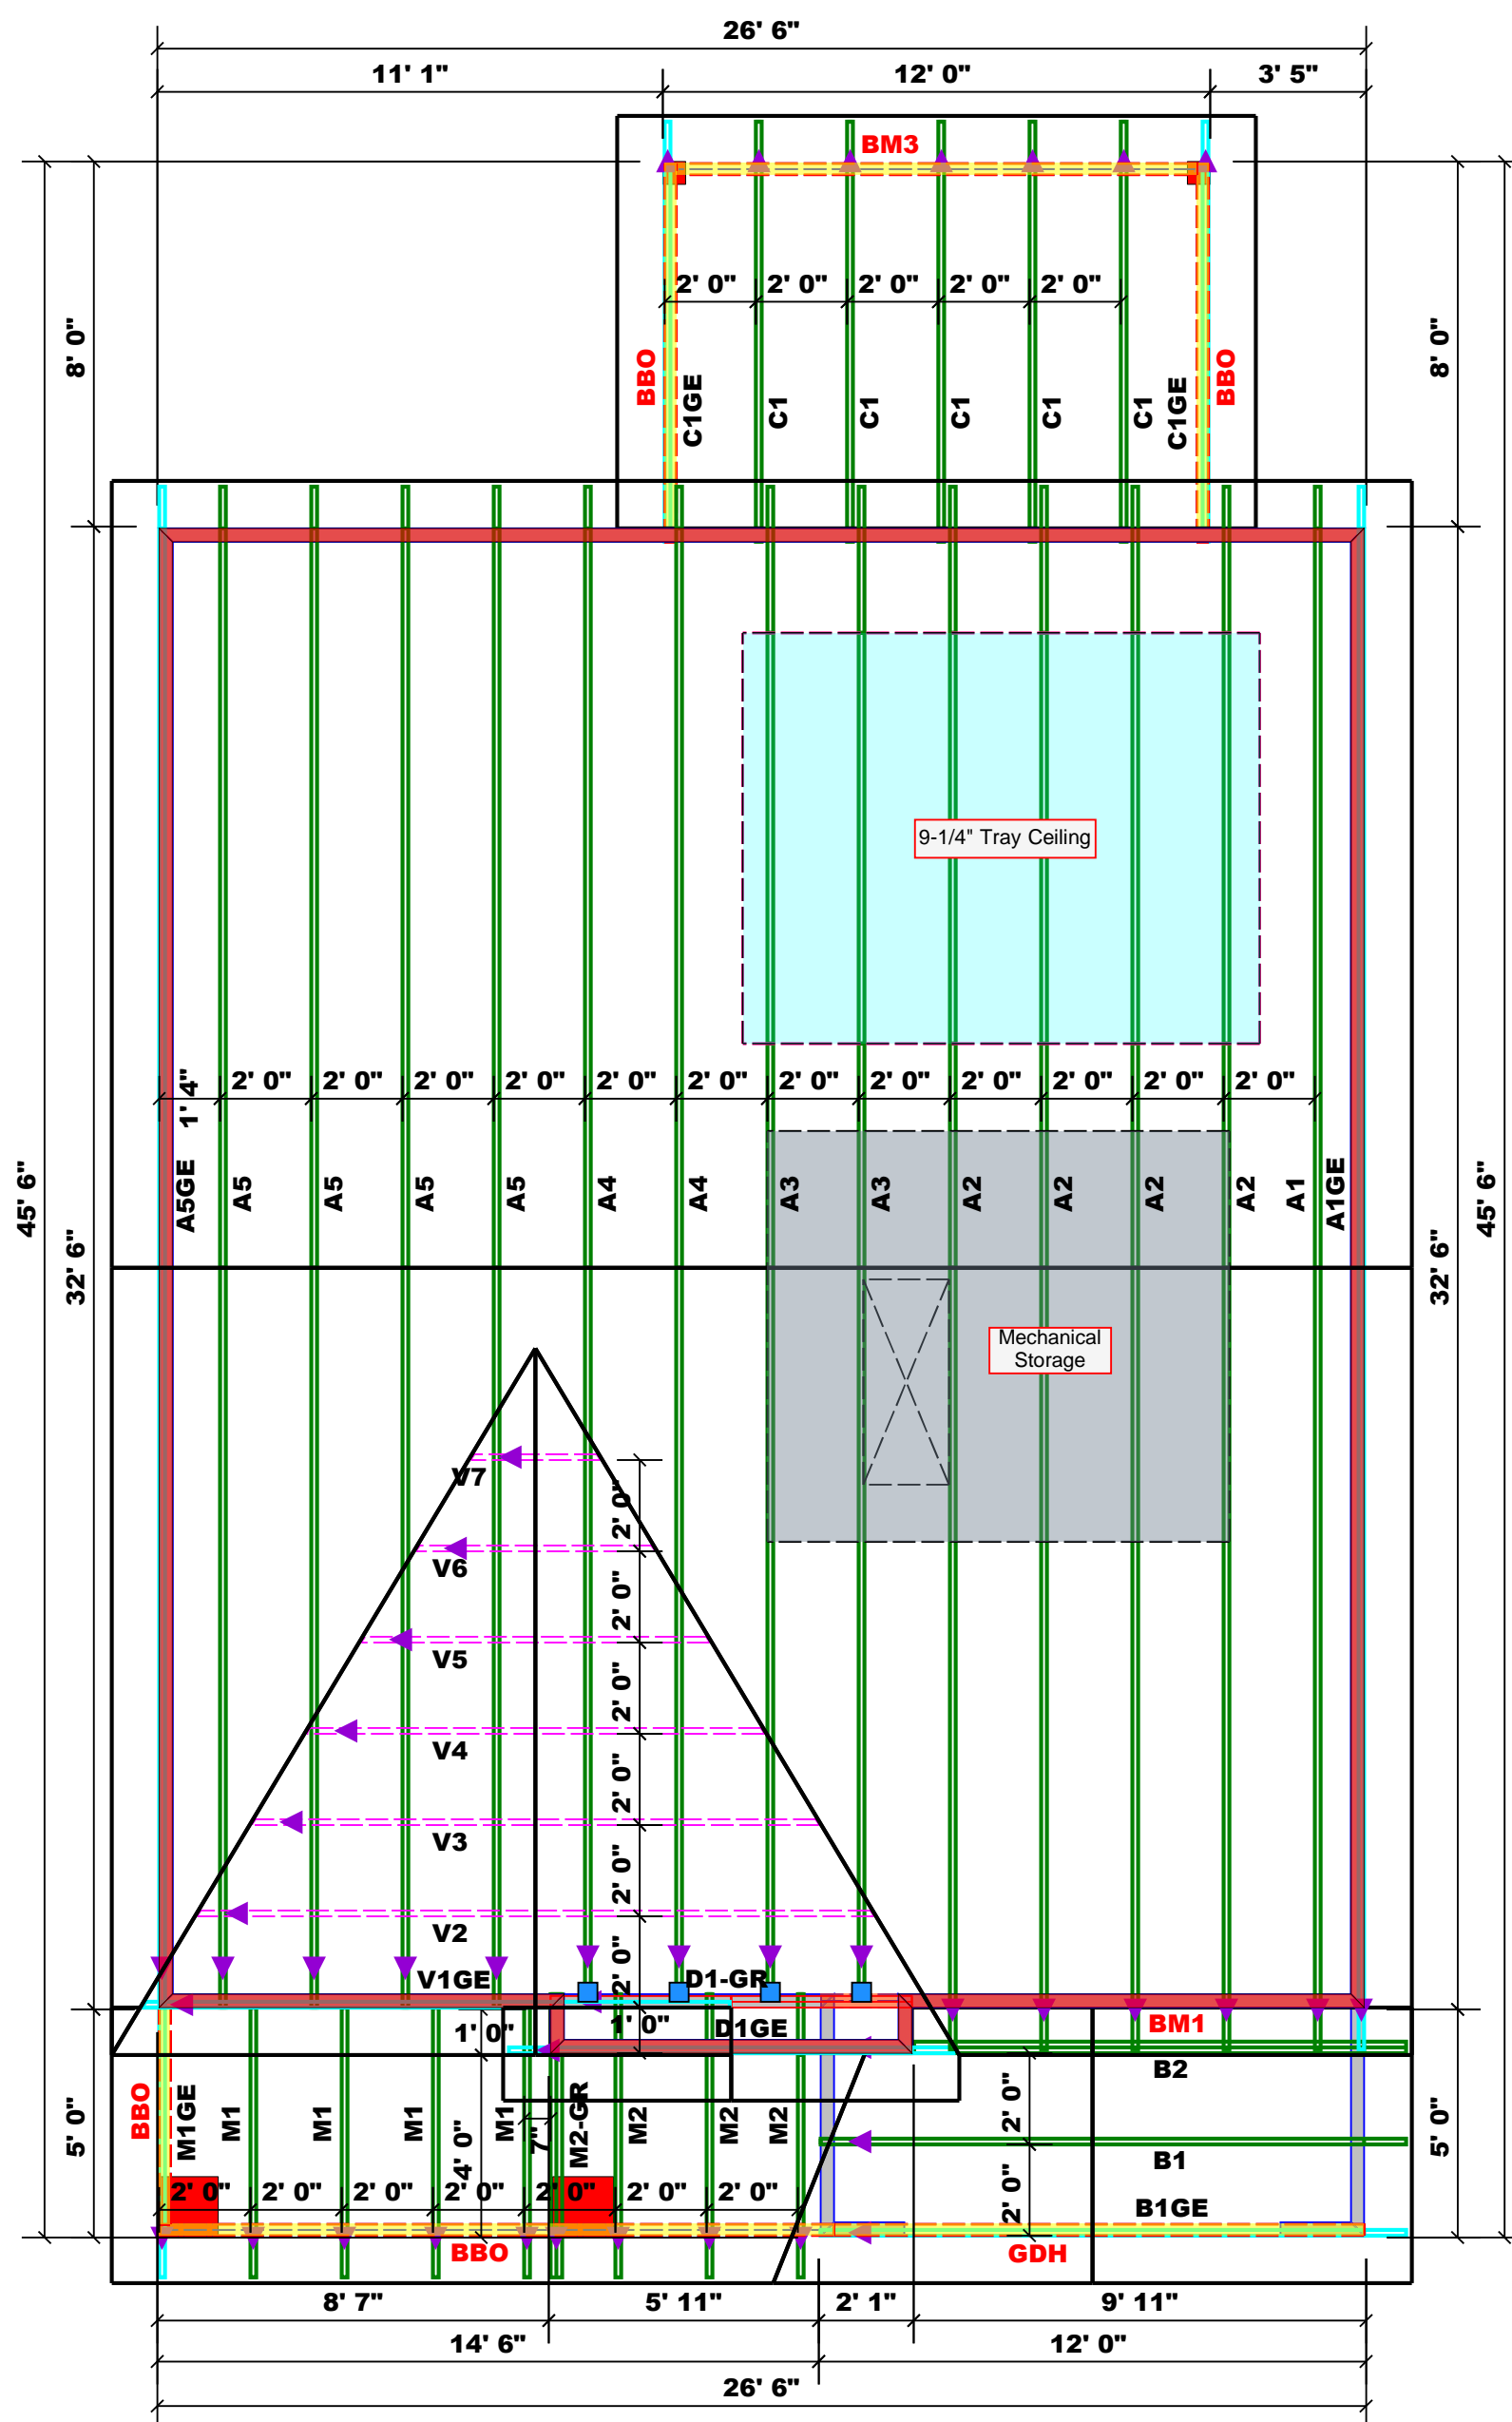 26' 6"
11' 1" 12' 0" 3' 5"
BM3
2' 0" 2' 0" 2' 0" 2' 0" 2' 0"
8' 0" 8' 0"
BBO BBO
C1GE C1 C1 C1 C1 C1 C1GE
9-1/4" Tray Ceiling
1' 4" 2' 0" 2' 0" 2' 0" 2' 0" 2' 0" 2' 0" 2' 0" 2' 0" 2' 0" 2' 0" 2' 0" 2' 0"
A5GE A5 A5 A5 A5 A4 A4 A3 A3 A2 A2 A2 A2 A1 A1GE
45' 6" 45' 6"
32' 6" 32' 6"
Mechanical
Storage
V7
2' 0"
V6
2' 0"
V5
2' 0"
V4
2' 0"
V3
2' 0"
V2
2' 0"
V1GE D1-GR
1' 0" 1' 0" D1GE BM1
B2
BBO M1GE M1 M1 M1 M1 7" M2-GR M2 M2 M2
5' 0" 4' 0" 2' 0" 5' 0"
B1
2' 0" 2' 0" 2' 0" 2' 0" 2' 0" 2' 0" 2' 0" 2' 0"
B1GE
BBO GDH
8' 7" 5' 11" 2' 1" 9' 11"
14' 6" 12' 0"
26' 6"